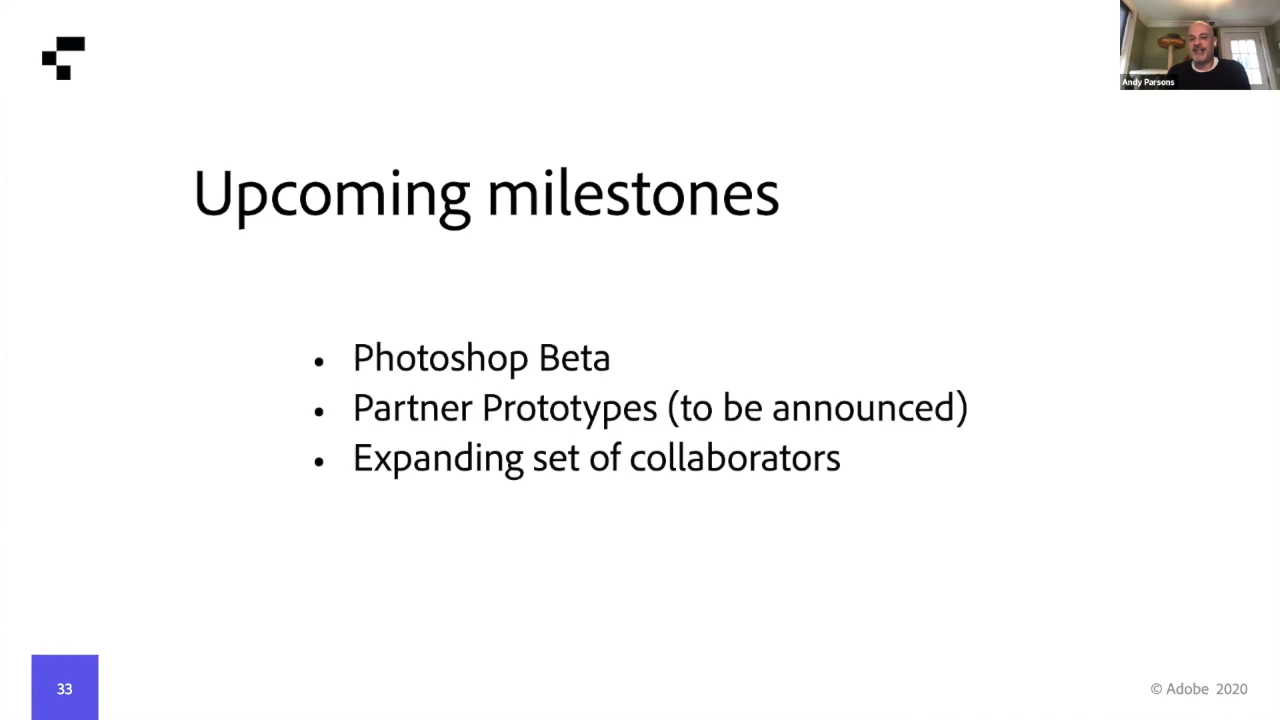 Andy Parsons
Upcoming milestones
• Photoshop Beta
• Partner Prototypes (to be announced)
• Expanding set of collaborators
33
© Adobe 2020